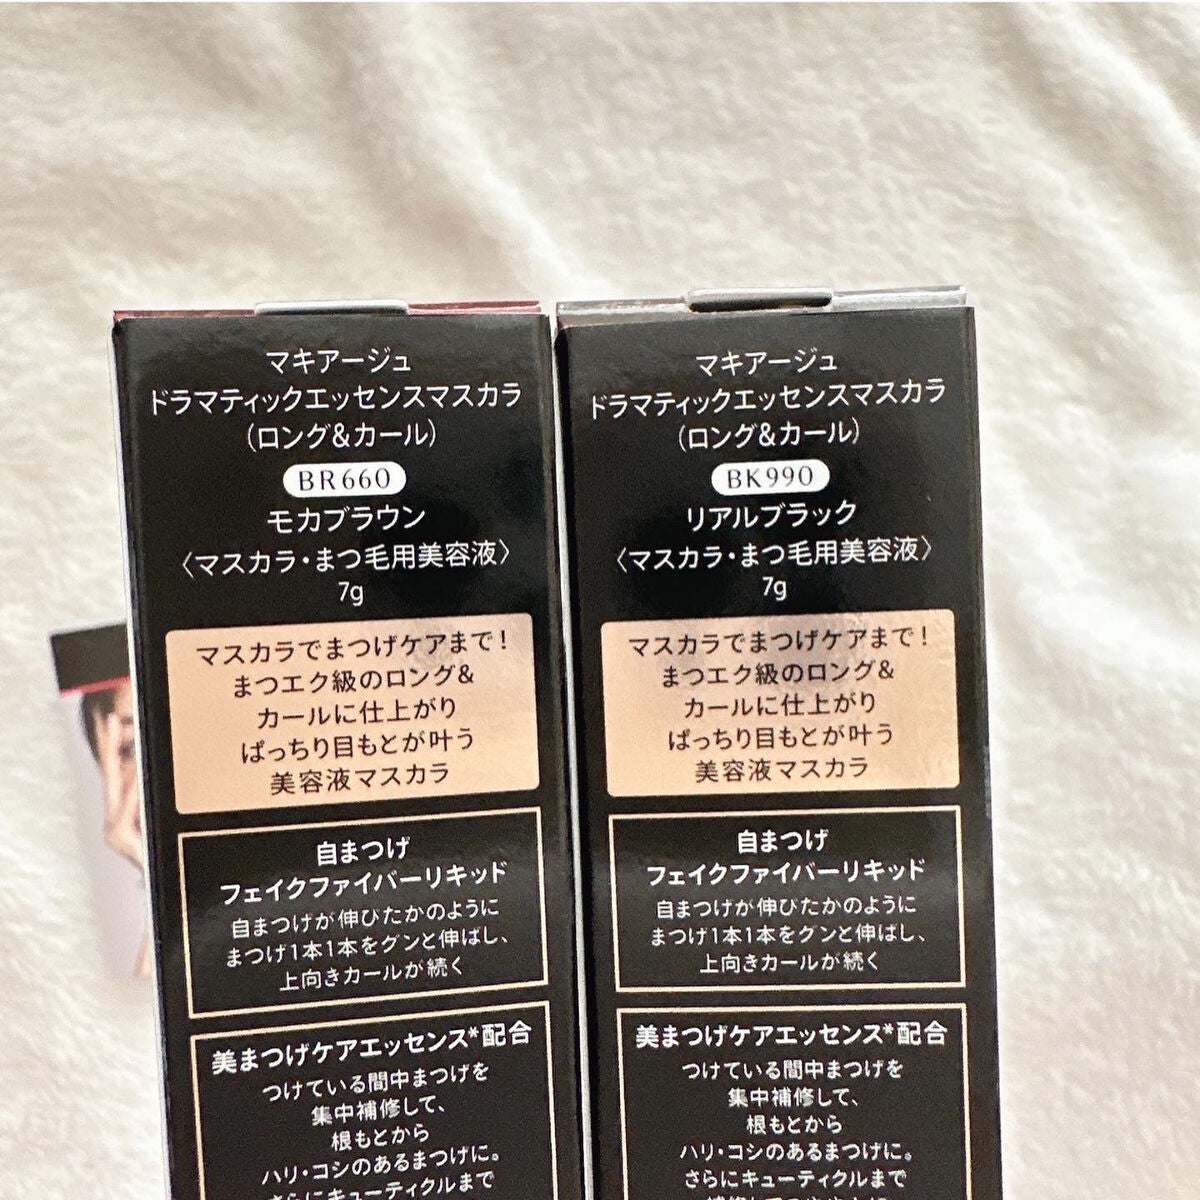 マキアージュ
ドラマティックエッセンスマスカラ
(ロング&カール)
BR660
モカブラウン
〈マスカラ・まつ毛用美容液〉
7g
マスカラでまつげケアまで!
まつエク級のロング&
カールに仕上がり
ぱっちり目もとが叶う
美容液マスカラ
自まつげ
フェイクファイバーリキッド
自まつげが伸びたかのように
まつげ1本1本をグンと伸ばし、
上向きカールが続く
美まつげケアエッセンス*配合
つけている間中まつげを
集中補修して、
根もとから
ハリ・コシのあるまつげに。
さらにキューティクルまで
マキアージュ
ドラマティックエッセンスマスカラ
(ロング&カール)
BK990
リアルブラック
〈マスカラ・まつ毛用美容液〉
7g
マスカラでまつげケアまで!
まつエク級のロング&
カールに仕上がり
ぱっちり目もとが叶う
美容液マスカラ
自まつげ
フェイクファイバーリキッド
自まつげが伸びたかのように
まつげ1本1本をグンと伸ばし、
上向きカールが続く
美まつげケアエッセンス*配合
つけている間中まつげを
集中補修して、
根もとから
ハリ・コシのあるまつげに。
さらにキューティクルまで